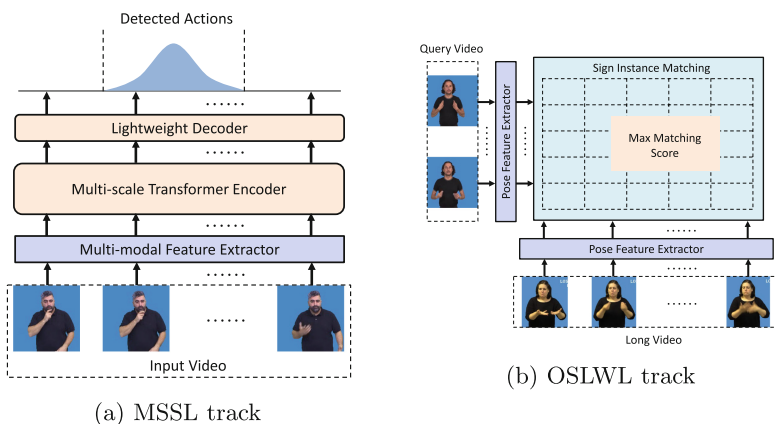 Detected Actions
......
Lightweight Decoder
......
Multi-scale Transformer Encoder
......
Multi-modal Feature Extractor
......
......
Input Video
(a) MSSL track
Query Video
Pose Feature Extractor
......
......
Sign Instance Matching
Max Matching
Score
......
Pose Feature Extractor
......
......
Long Video
(b) OSLWL track